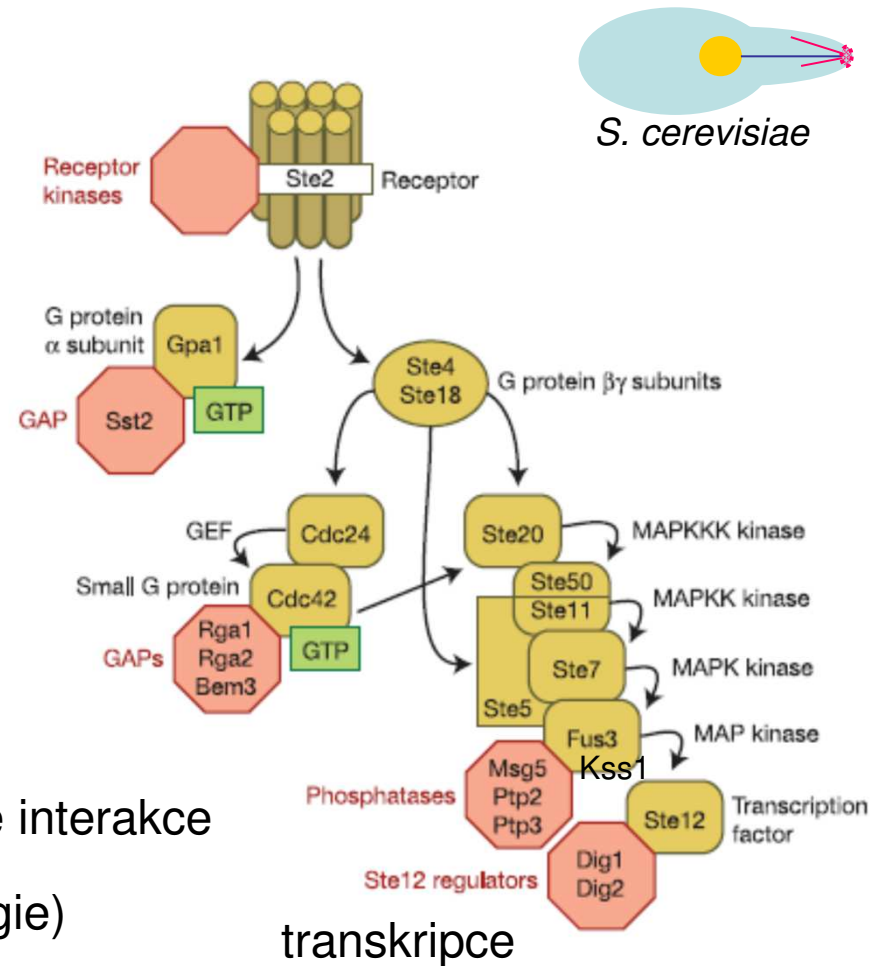 S. cerevisiae
Receptor
kinases
Ste2
Receptor
G protein
α subunit
Gpa1
GAP
Sst2
GTP
Ste4
Ste18
G protein βγ subunits
GEF
Cdc24
Small G protein
Cdc42
GAPs
Rga1
Rga2
Bem3
GTP
Ste20
MAPKKK kinase
Ste50
Ste11
MAPKK kinase
Ste7
MAPK kinase
Ste5
Fus3
MAP kinase
Kss1
Phosphatases
Msg5
Ptp2
Ptp3
Ste12
Transcription
factor
Ste12 regulators
Dig1
Dig2
interakce
gie)
transkripce